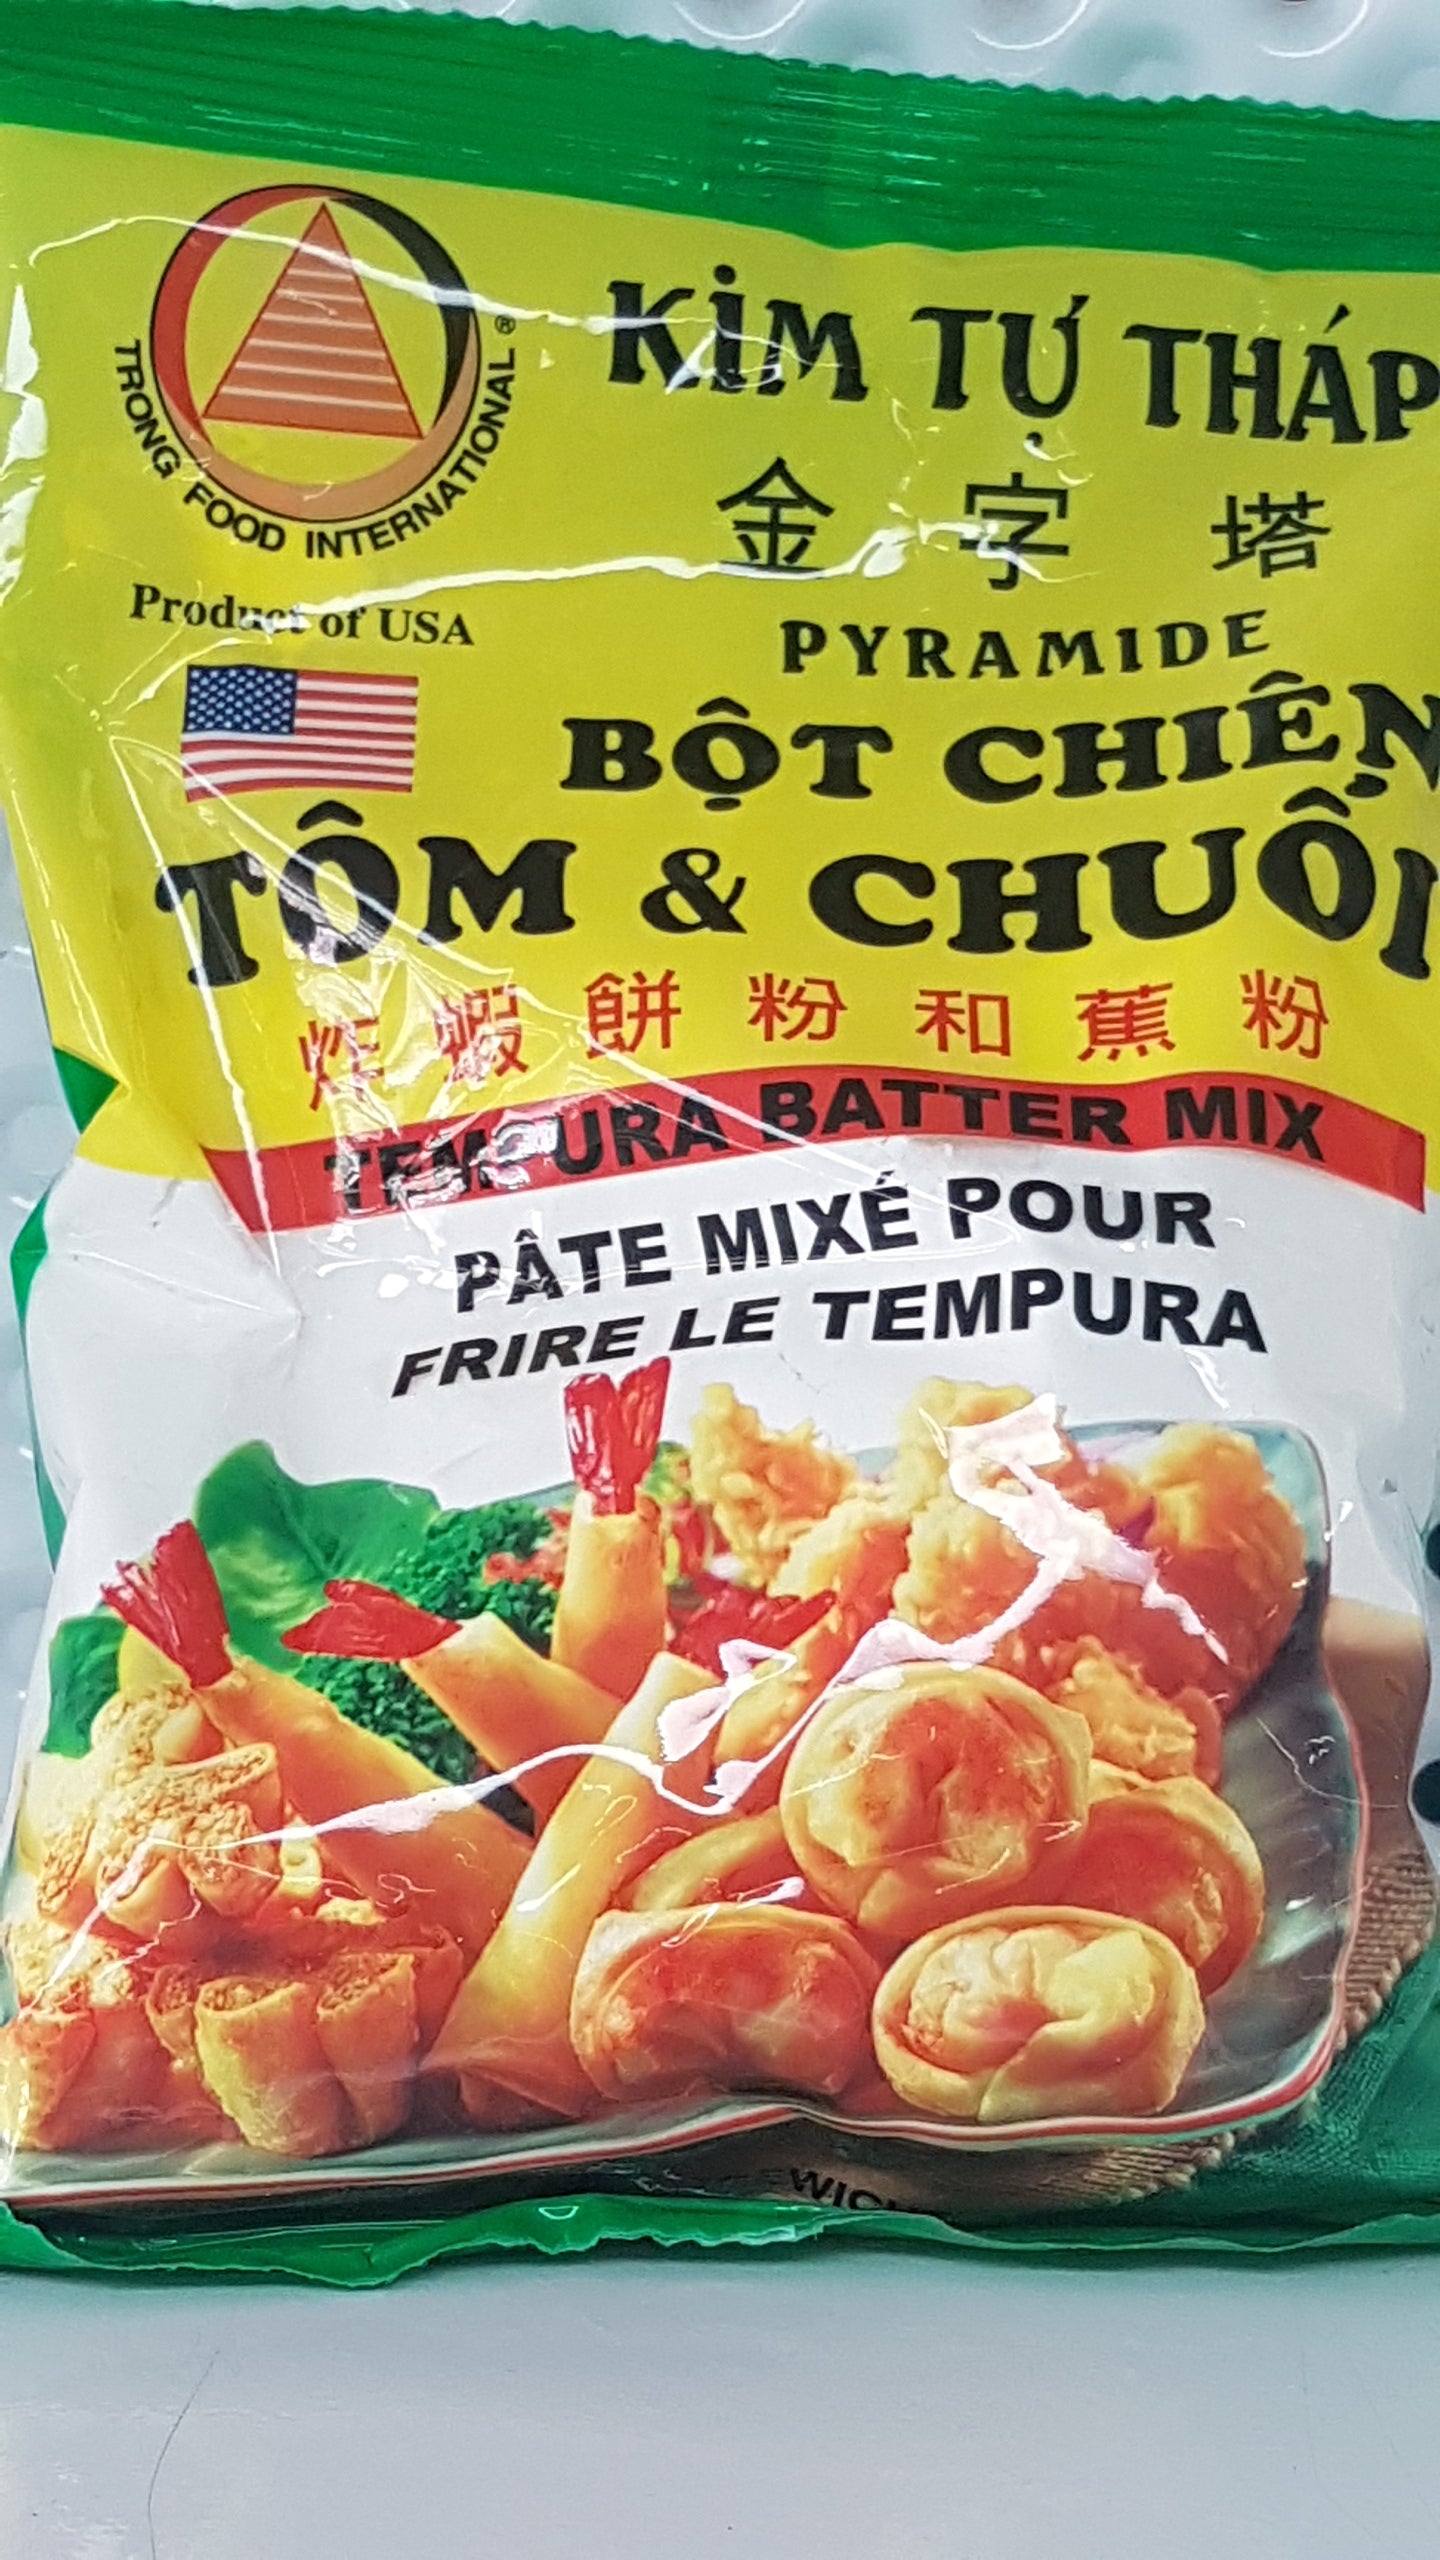 TRONG FOOD INTERNATIONAL ®
KIM TỰ THÁP
金字塔
Product of USA
PYRAMIDE
BỘT CHIÊN
TÔM & CHUỐI
炸蝦餅粉和蕉粉
TEMPURA BATTER MIX
PÂTE MIXÉ POUR
FRIRE LE TEMPURA